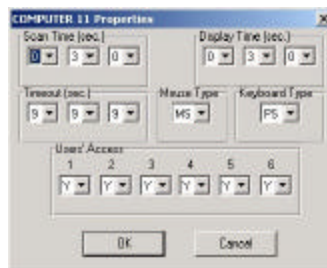 COMPUTER 11 Properties
Scan Time (sec.) Display Time (sec.)
0 3 0 0 3 0
Timeout (sec.) Mouse Type Keyboard Type
9 9 9 MS PS
Users' Access
1 2 3 4 5 6
Y Y Y Y Y Y
OK Cancel